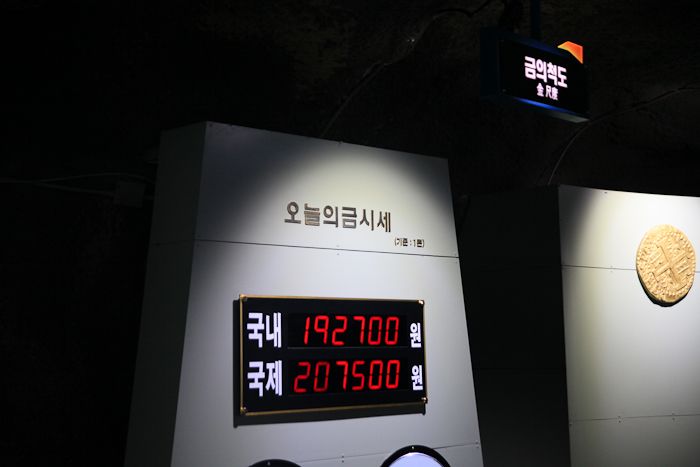 금의척도
金 尺度
오늘의금시세
(기준 : 1돈)
국내 192700 원
국제 207500 원